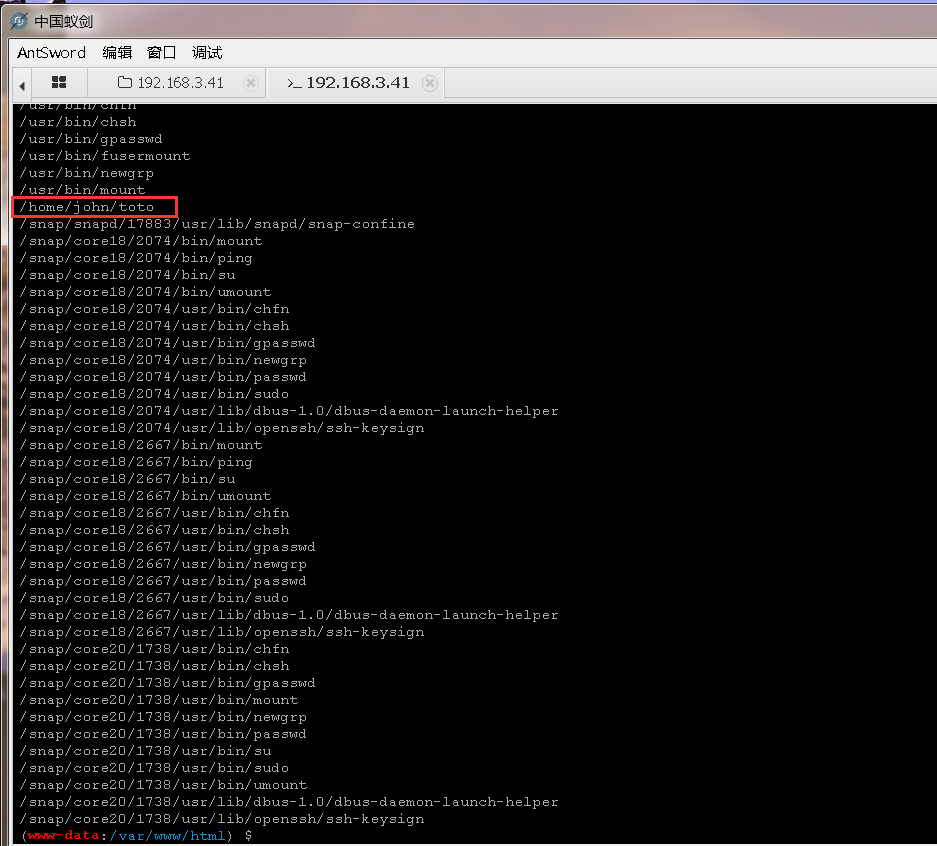 中国蚁剑
AntSword 编辑 窗口 调试
192.168.3.41 >_ 192.168.3.41
/usr/bin/chfn
/usr/bin/chsh
/usr/bin/gpasswd
/usr/bin/fusermount
/usr/bin/newgrp
/usr/bin/mount
/home/john/toto
/snap/snapd/17883/usr/lib/snapd/snap-confine
/snap/core18/2074/bin/mount
/snap/core18/2074/bin/ping
/snap/core18/2074/bin/su
/snap/core18/2074/bin/umount
/snap/core18/2074/usr/bin/chfn
/snap/core18/2074/usr/bin/chsh
/snap/core18/2074/usr/bin/gpasswd
/snap/core18/2074/usr/bin/newgrp
/snap/core18/2074/usr/bin/passwd
/snap/core18/2074/usr/bin/sudo
/snap/core18/2074/usr/lib/dbus-1.0/dbus-daemon-launch-helper
/snap/core18/2074/usr/lib/openssh/ssh-keysign
/snap/core18/2667/bin/mount
/snap/core18/2667/bin/ping
/snap/core18/2667/bin/su
/snap/core18/2667/bin/umount
/snap/core18/2667/usr/bin/chfn
/snap/core18/2667/usr/bin/chsh
/snap/core18/2667/usr/bin/gpasswd
/snap/core18/2667/usr/bin/newgrp
/snap/core18/2667/usr/bin/passwd
/snap/core18/2667/usr/bin/sudo
/snap/core18/2667/usr/lib/dbus-1.0/dbus-daemon-launch-helper
/snap/core18/2667/usr/lib/openssh/ssh-keysign
/snap/core20/1738/usr/bin/chfn
/snap/core20/1738/usr/bin/chsh
/snap/core20/1738/usr/bin/gpasswd
/snap/core20/1738/usr/bin/mount
/snap/core20/1738/usr/bin/newgrp
/snap/core20/1738/usr/bin/passwd
/snap/core20/1738/usr/bin/su
/snap/core20/1738/usr/bin/sudo
/snap/core20/1738/usr/bin/umount
/snap/core20/1738/usr/lib/dbus-1.0/dbus-daemon-launch-helper
/snap/core20/1738/usr/lib/openssh/ssh-keysign
(www-data:/var/www/html) $